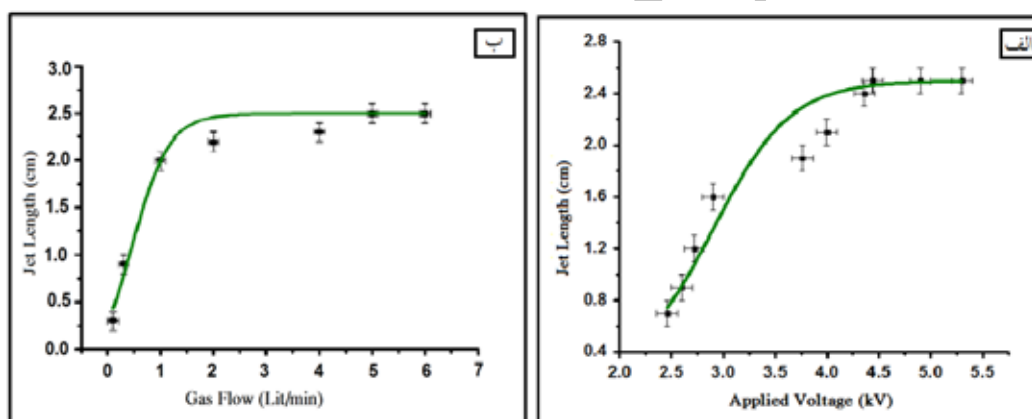 ب
3.0
2.5
2.0
1.5
1.0
0.5
0.0
Jet Length (cm)
0 1 2 3 4 5 6 7
Gas Flow (Lit/min)
الف
2.8
2.4
2.0
1.6
1.2
0.8
0.4
Jet Length (cm)
2.0 2.5 3.0 3.5 4.0 4.5 5.0 5.5
Applied Voltage (kV)